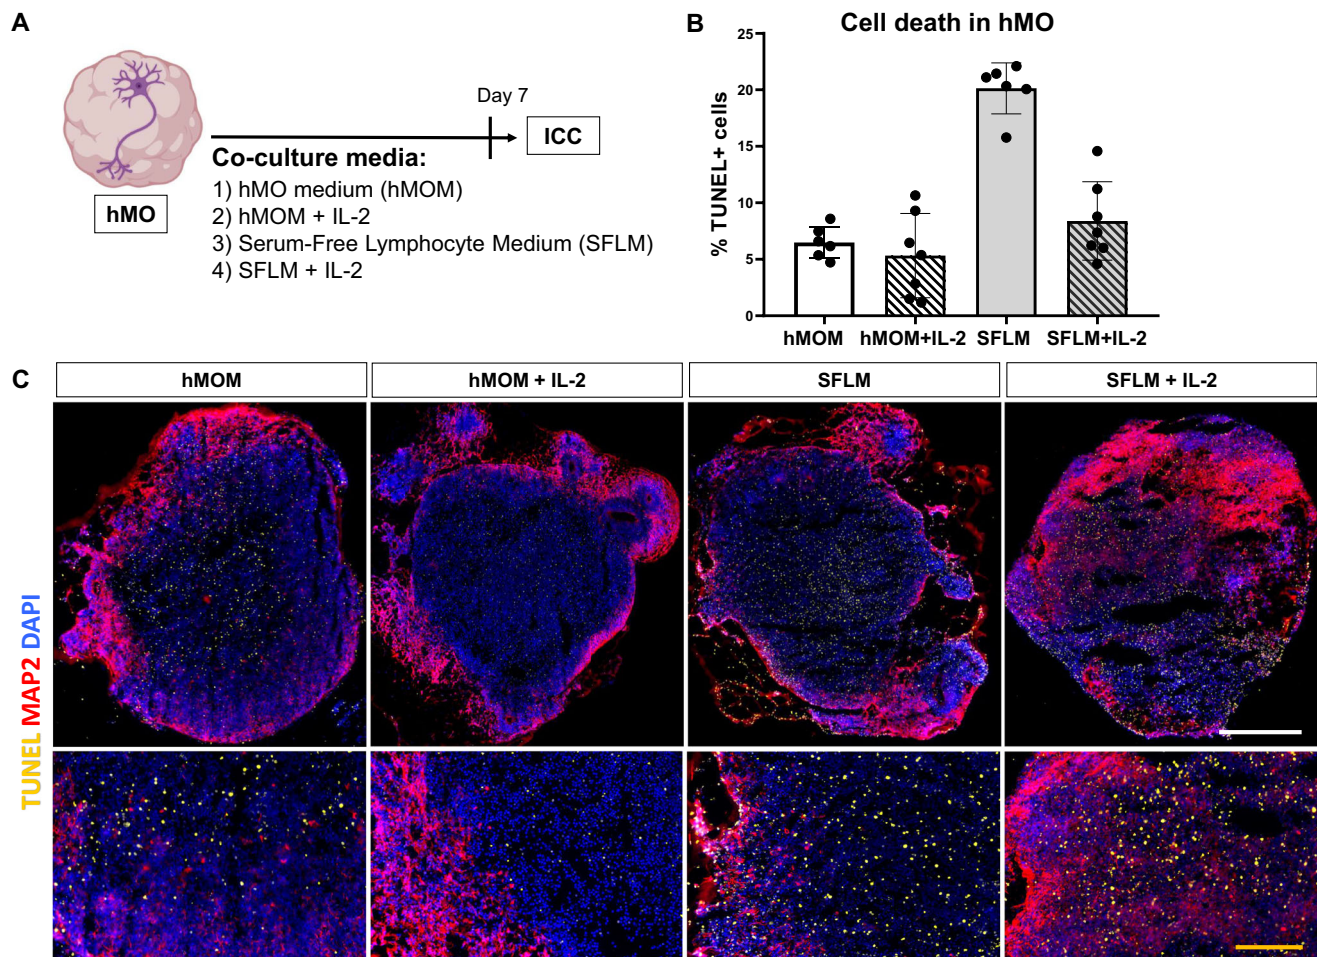 A
Day 7
ICC
hMO
Co-culture media:
1) hMO medium (hMOM)
2) hMOM + IL-2
3) Serum-Free Lymphocyte Medium (SFLM)
4) SFLM + IL-2
B
Cell death in hMO
% TUNEL+ cells
25
20
15
10
5
0
hMOM
hMOM+IL-2
SFLM
SFLM+IL-2
C
hMOM
hMOM + IL-2
SFLM
SFLM + IL-2
TUNEL MAP2 DAPI